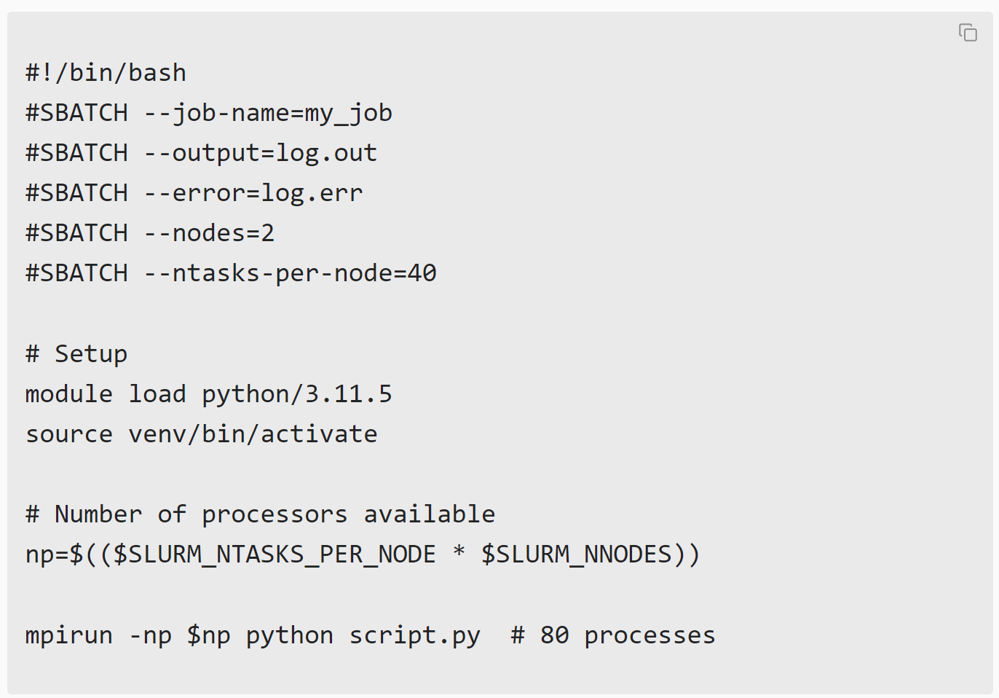 #!/bin/bash
#SBATCH --job-name=my_job
#SBATCH --output=log.out
#SBATCH --error=log.err
#SBATCH --nodes=2
#SBATCH --ntasks-per-node=40
# Setup
module load python/3.11.5
source venv/bin/activate
# Number of processors available
np=$(($SLURM_NTASKS_PER_NODE * $SLURM_NNODES))
mpirun -np $np python script.py  # 80 processes